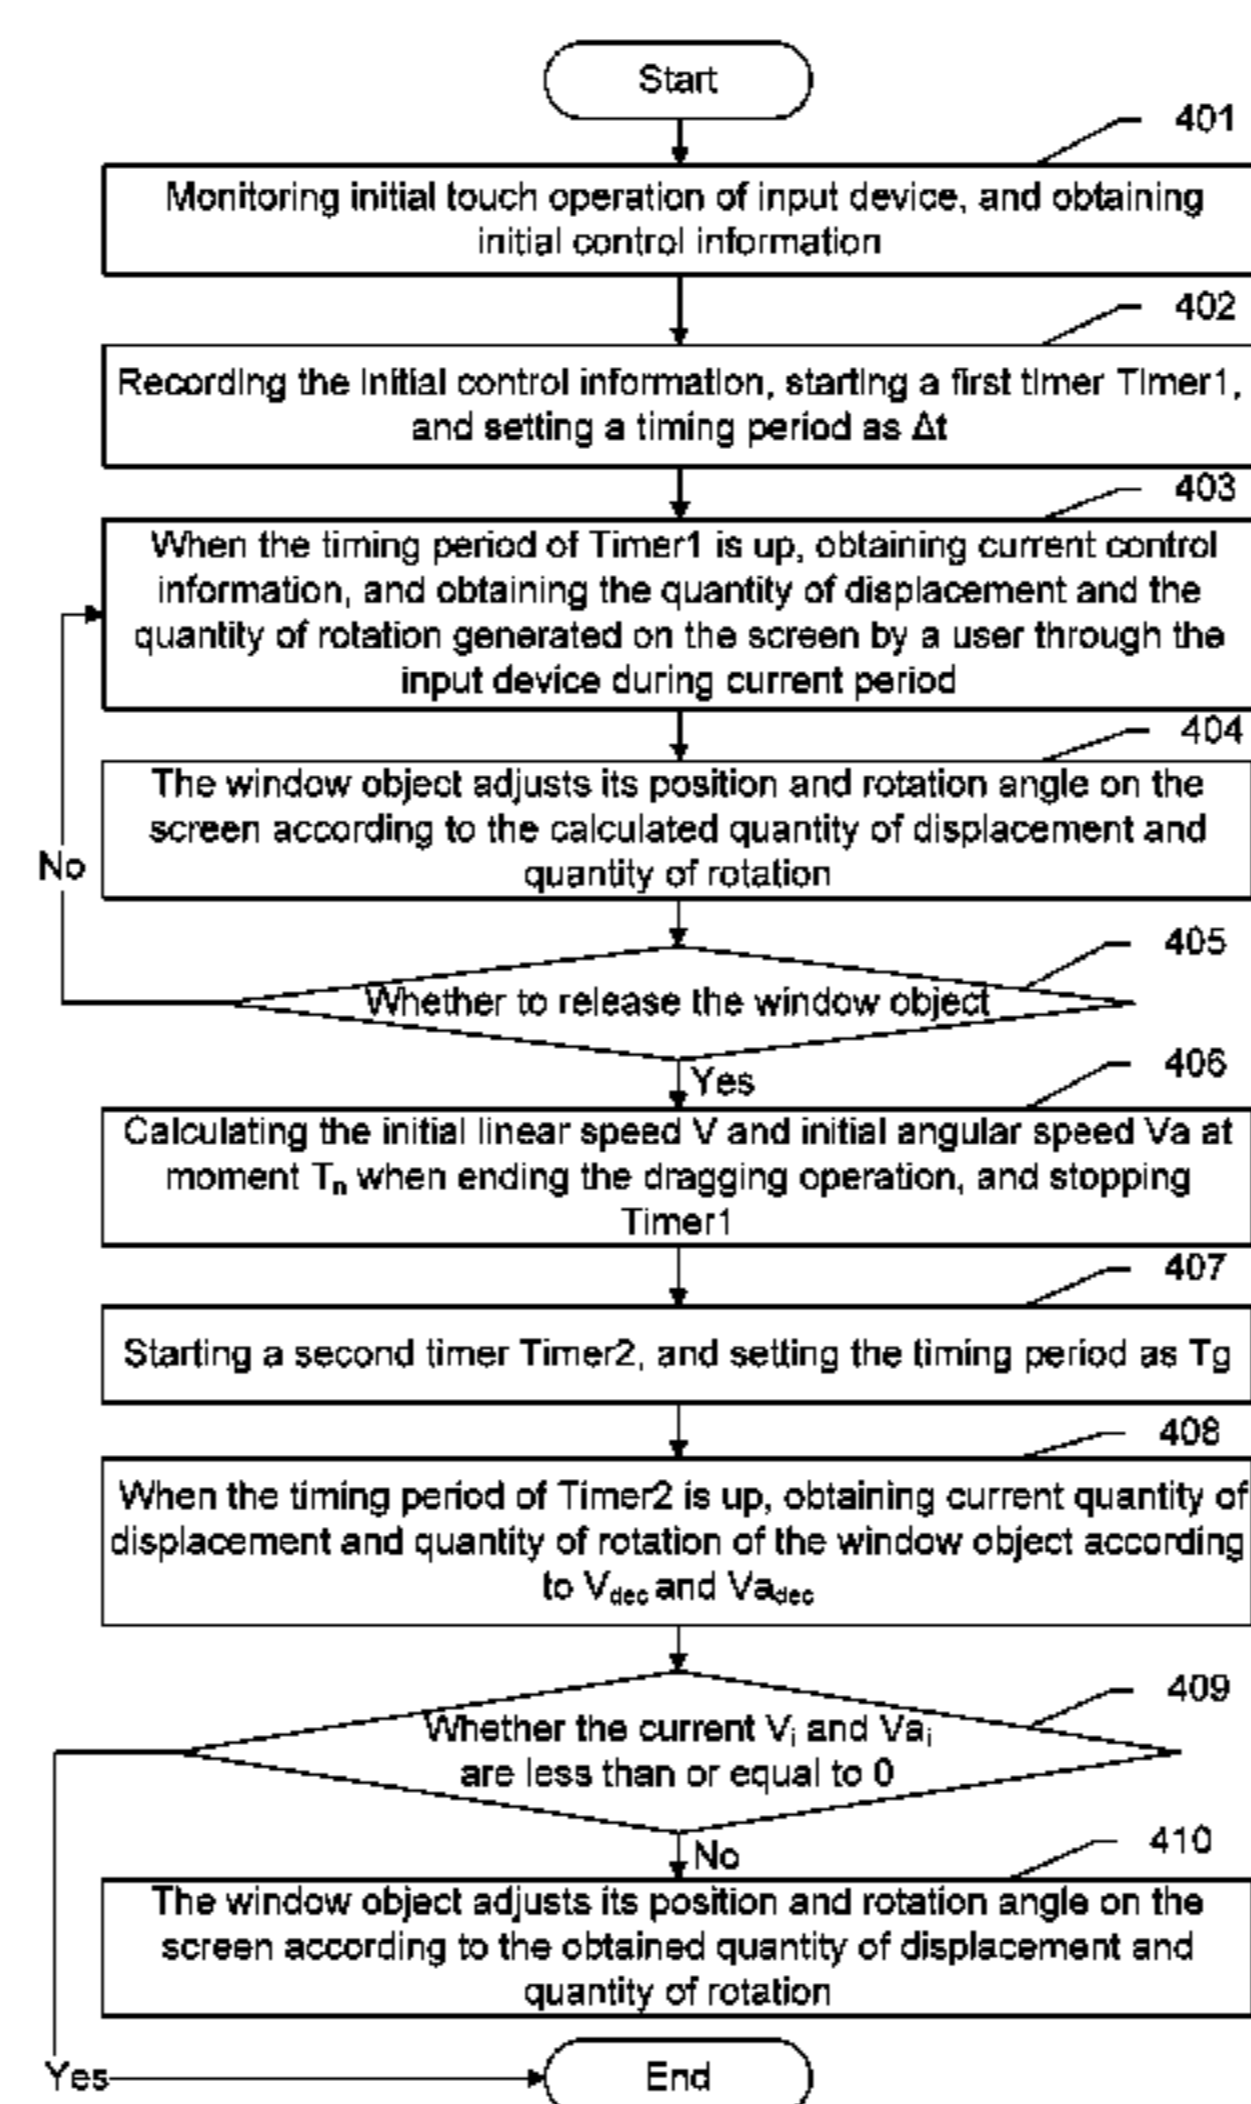 Start
401
Monitoring initial touch operation of input device, and obtaining
initial control information
402
Recording the initial control information, starting a first timer Timer1,
and setting a timing period as Δt
403
When the timing period of Timer1 is up, obtaining current control
information, and obtaining the quantity of displacement and the
quantity of rotation generated on the screen by a user through the
input device during current period
404
The window object adjusts its position and rotation angle on the
screen according to the calculated quantity of displacement and
quantity of rotation
No
405
Whether to release the window object
406
Yes
Calculating the initial linear speed V and initial angular speed Va at
moment Tₙ when ending the dragging operation, and stopping
Timer1
407
Starting a second timer Timer2, and setting the timing period as Tg
408
When the timing period of Timer2 is up, obtaining current quantity of
displacement and quantity of rotation of the window object according
to Vdec and Vadec
409
Whether the current Vᵢ and Vaᵢ
are less than or equal to 0
410
No
The window object adjusts its position and rotation angle on the
screen according to the obtained quantity of displacement and
quantity of rotation
Yes
End